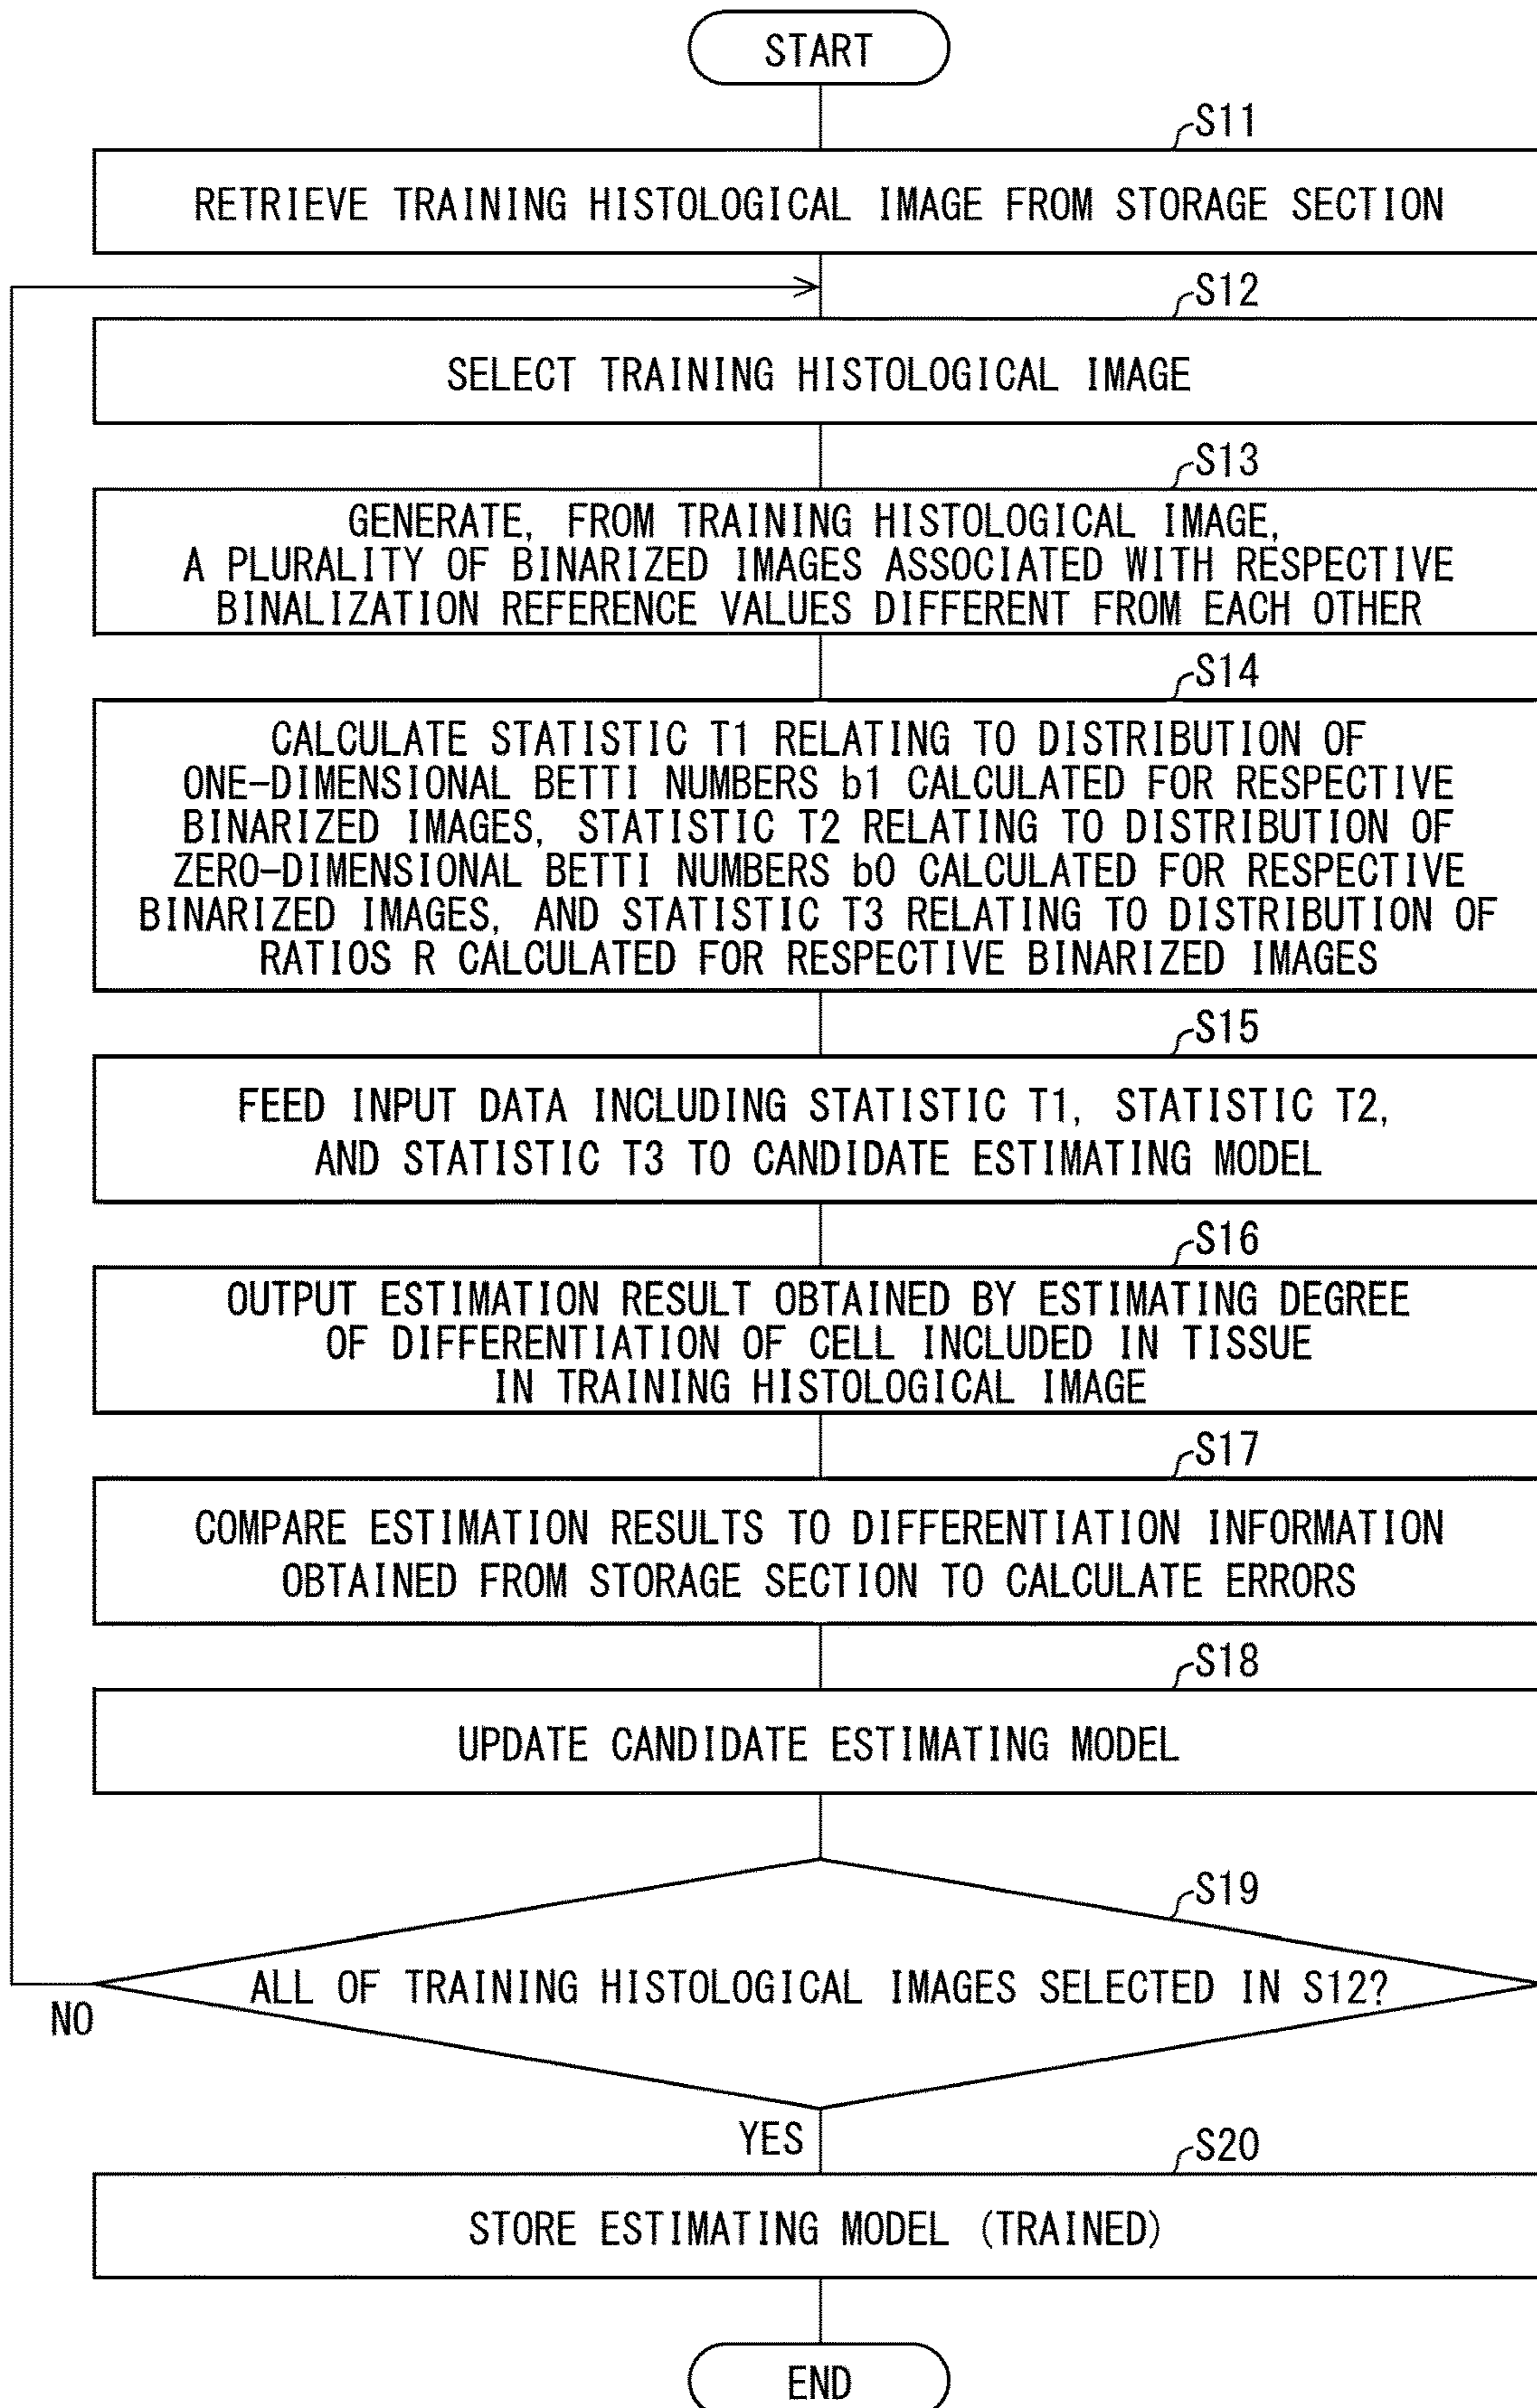 START
S11
RETRIEVE TRAINING HISTOLOGICAL IMAGE FROM STORAGE SECTION
S12
SELECT TRAINING HISTOLOGICAL IMAGE
S13
GENERATE, FROM TRAINING HISTOLOGICAL IMAGE,
A PLURALITY OF BINARIZED IMAGES ASSOCIATED WITH RESPECTIVE
BINALIZATION REFERENCE VALUES DIFFERENT FROM EACH OTHER
S14
CALCULATE STATISTIC T1 RELATING TO DISTRIBUTION OF
ONE-DIMENSIONAL BETTI NUMBERS b1 CALCULATED FOR RESPECTIVE
BINARIZED IMAGES, STATISTIC T2 RELATING TO DISTRIBUTION OF
ZERO-DIMENSIONAL BETTI NUMBERS b0 CALCULATED FOR RESPECTIVE
BINARIZED IMAGES, AND STATISTIC T3 RELATING TO DISTRIBUTION OF
RATIOS R CALCULATED FOR RESPECTIVE BINARIZED IMAGES
S15
FEED INPUT DATA INCLUDING STATISTIC T1, STATISTIC T2,
AND STATISTIC T3 TO CANDIDATE ESTIMATING MODEL
S16
OUTPUT ESTIMATION RESULT OBTAINED BY ESTIMATING DEGREE
OF DIFFERENTIATION OF CELL INCLUDED IN TISSUE
IN TRAINING HISTOLOGICAL IMAGE
S17
COMPARE ESTIMATION RESULTS TO DIFFERENTIATION INFORMATION
OBTAINED FROM STORAGE SECTION TO CALCULATE ERRORS
S18
UPDATE CANDIDATE ESTIMATING MODEL
S19
ALL OF TRAINING HISTOLOGICAL IMAGES SELECTED IN S12?
NO
YES
S20
STORE ESTIMATING MODEL (TRAINED)
END